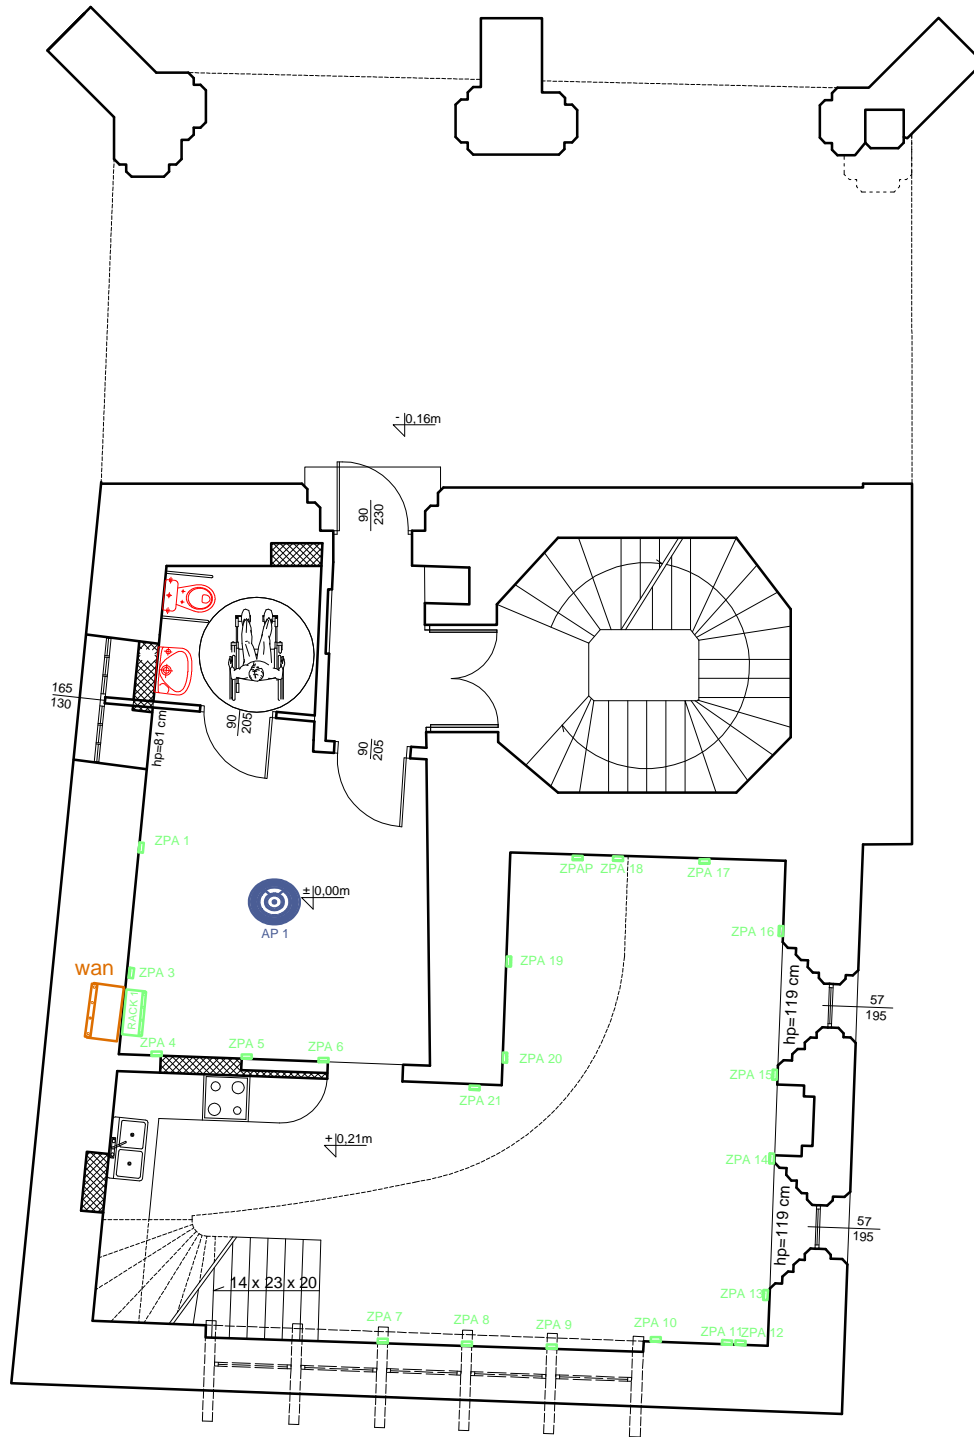 - 0,16m
90
230
165
130
hp=81 cm
90
205
90
205
ZPA 1
ZPAP
ZPA 18
ZPA 17
±0,00m
AP 1
ZPA 16
ZPA 19
wan
ZPA 3
RACK 1
hp=119 cm
57
195
ZPA 4
ZPA 5
ZPA 6
ZPA 20
ZPA 15
ZPA 21
+0,21m
ZPA 14
hp=119 cm
57
195
14 x 23 x 20
ZPA 13
ZPA 7
ZPA 8
ZPA 9
ZPA 10
ZPA 11
ZPA 12